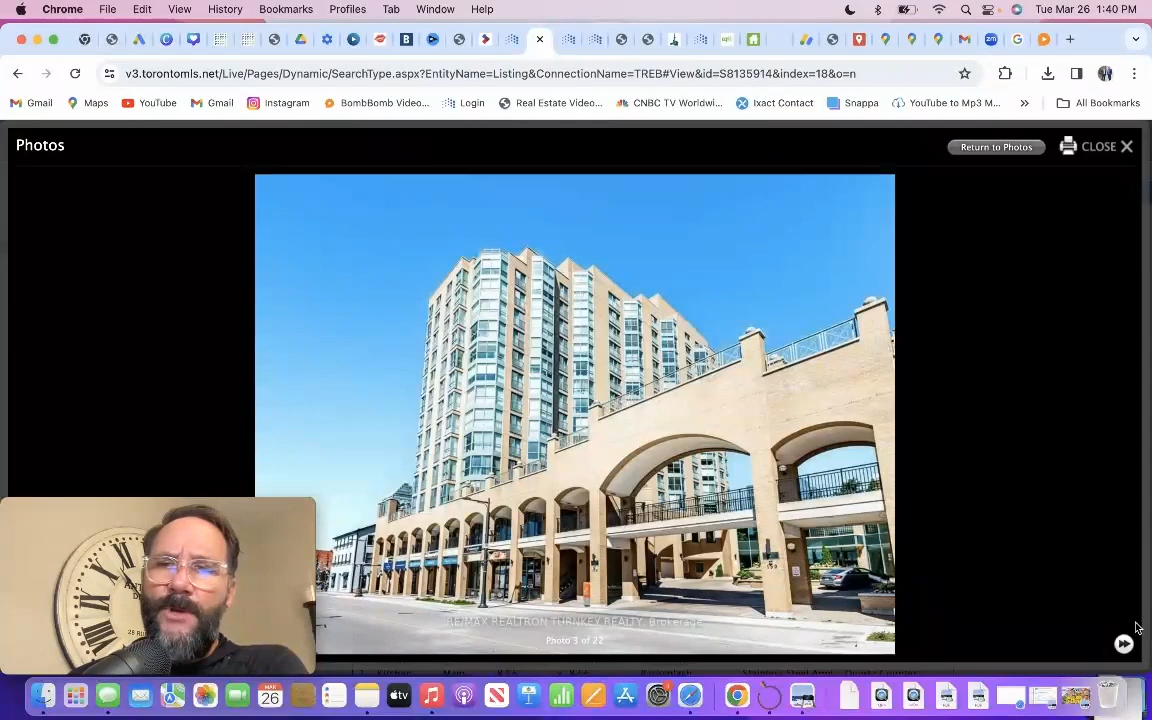 Chrome File Edit View History Bookmarks Profiles Tab Window Help Tue Mar 26 1:40 PM
v3.torontomls.net/Live/Pages/Dynamic/SearchType.aspx?EntityName=Listing&ConnectionName=TREB#View&id=S8135914&index=18&o=n
Gmail Maps YouTube Gmail Instagram BombBomb Video... Login Real Estate Video... CNBC TV Worldwi... Ixact Contact Snappa YouTube to Mp3 M... » All Bookmarks
Photos Return to Photos CLOSE
RE/MAX REALTRON TURNKEY REALTY, Brokerage
Photo 3 of 22
MAR
26
tv